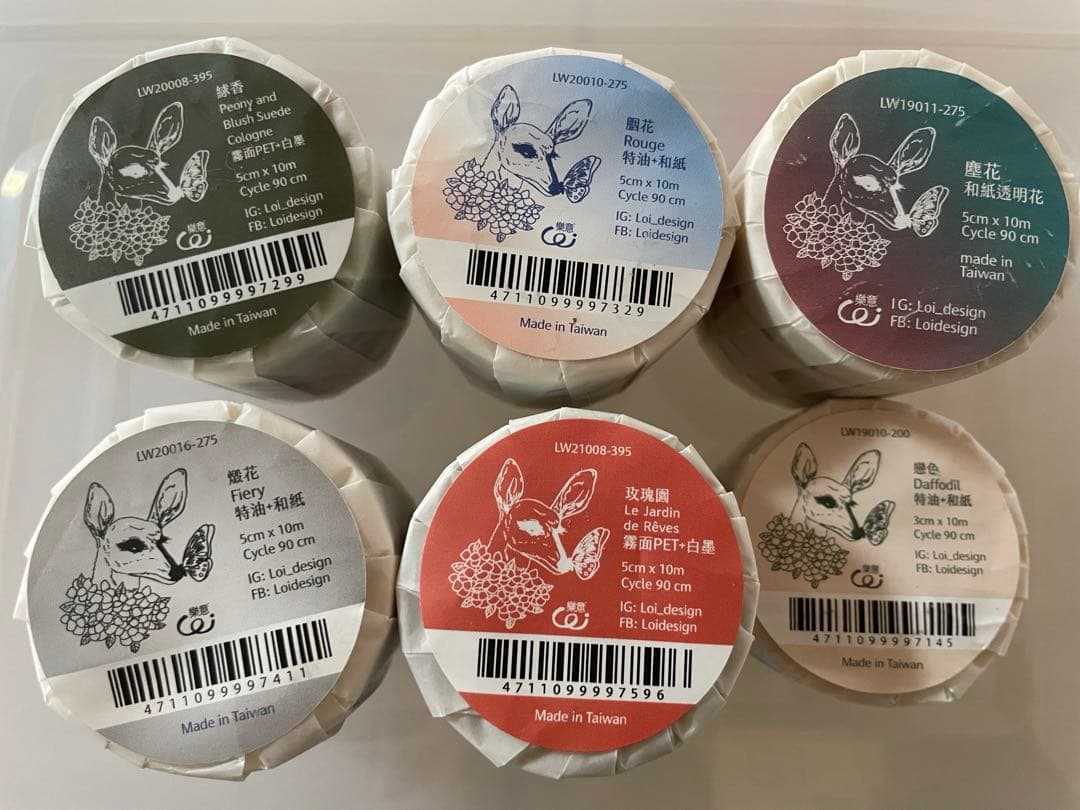 LW20008-395
綠香
Peony and
Blush Suede
Cologne
霧面PET+白墨
5cm x 10m
Cycle 90 cm
IG: Loi_design
FB: Loidesign
樂意
4711099997299
Made in Taiwan
LW20010-275
胭花
Rouge
特油+和紙
5cm x 10m
Cycle 90 cm
IG: Loi_design
FB: Loidesign
樂意
4711099997329
Made in Taiwan
LW19011-275
塵花
和紙透明花
5cm x 10m
Cycle 90 cm
made in
Taiwan
樂意
IG: Loi_design
FB: Loidesign
LW20016-275
燬花
Fiery
特油+和紙
5cm x 10m
Cycle 90 cm
IG: Loi_design
FB: Loidesign
樂意
4711099997411
Made in Taiwan
LW21008-395
玫瑰園
Le Jardin
de Rêves
霧面PET+白墨
5cm x 10m
Cycle 90 cm
IG: Loi_design
FB: Loidesign
樂意
4711099997596
Made in Taiwan
LW19010-200
戀色
Daffodil
特油+和紙
3cm x 10m
Cycle 90 cm
IG: Loi_design
FB: Loidesign
樂意
4711099997145
Made in Taiwan